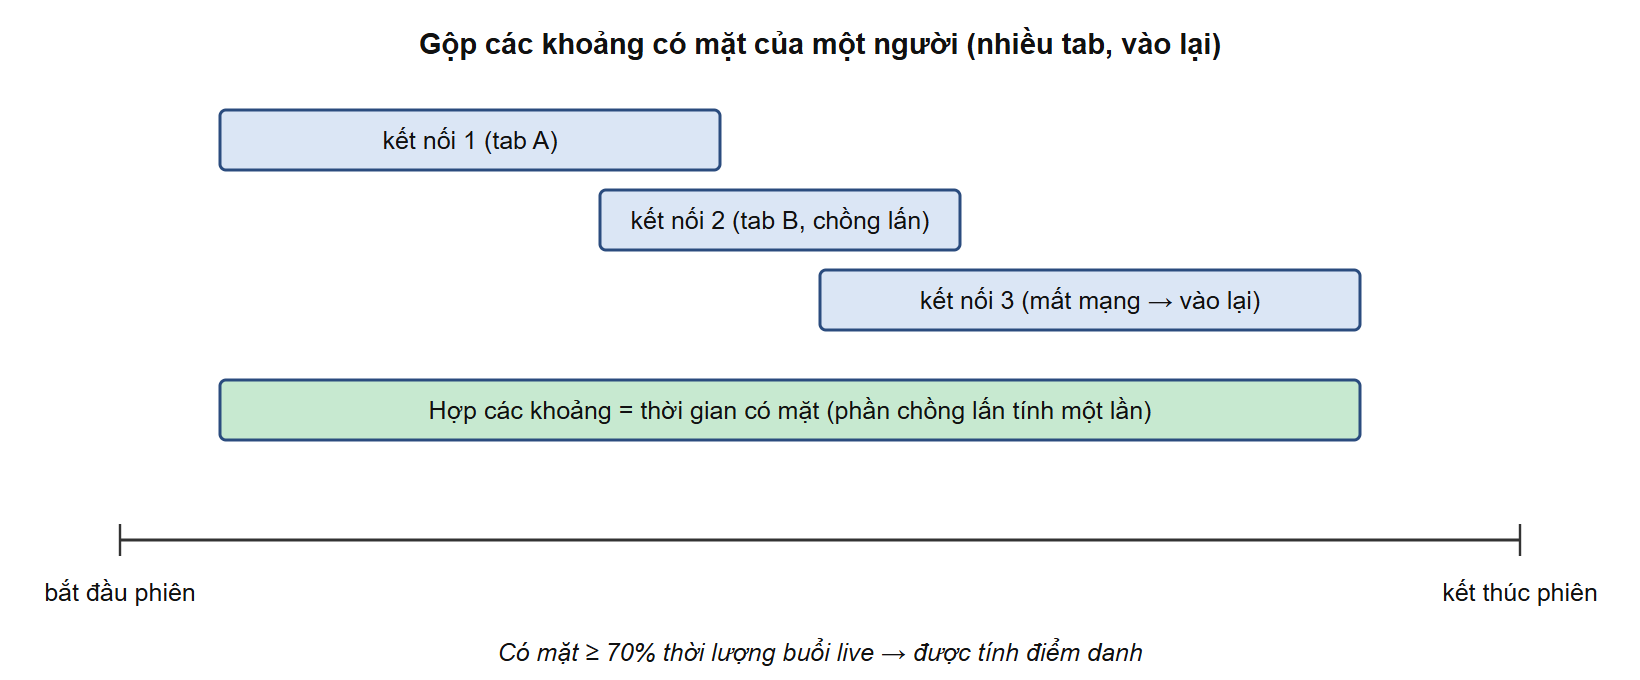 Gộp các khoảng có mặt của một người (nhiều tab, vào lại)
kết nối 1 (tab A)
kết nối 2 (tab B, chồng lấn)
kết nối 3 (mất mạng → vào lại)
Hợp các khoảng = thời gian có mặt (phần chồng lấn tính một lần)
bắt đầu phiên
kết thúc phiên
Có mặt ≥ 70% thời lượng buổi live → được tính điểm danh